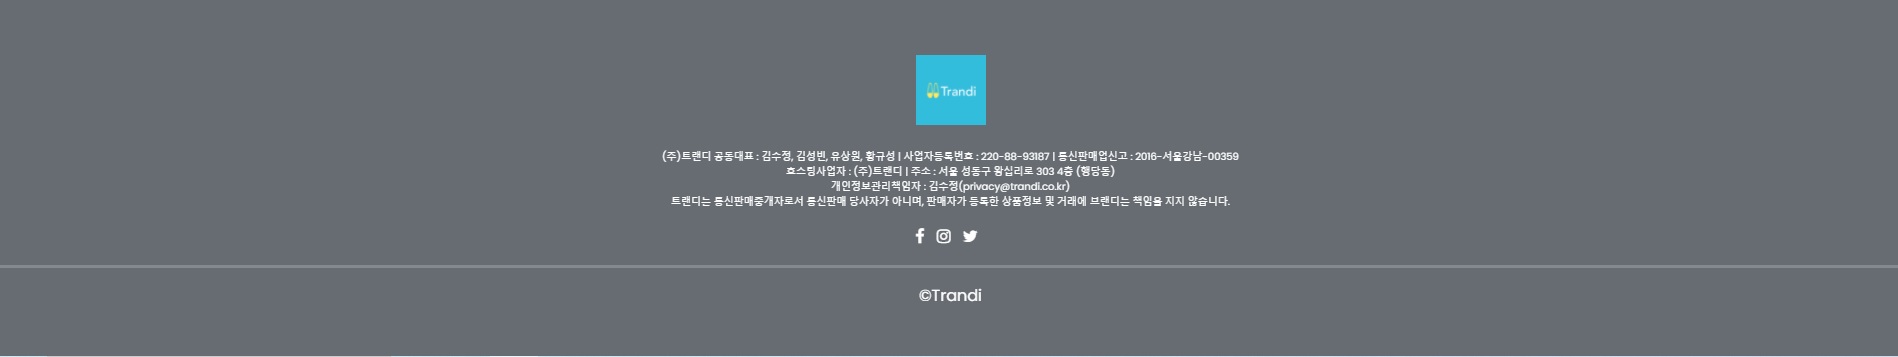 Trandi
(주)트랜디 공동대표 : 김수정, 김성빈, 유상원, 황규성 | 사업자등록번호 : 220-88-93187 | 통신판매업신고 : 2016-서울강남-00359
호스팅사업자 : (주)트랜디 | 주소 : 서울 성동구 왕십리로 303 4층 (행당동)
개인정보관리책임자 : 김수정(privacy@trandi.co.kr)
트랜디는 통신판매중개자로서 통신판매 당사자가 아니며, 판매자가 등록한 상품정보 및 거래에 브랜디는 책임을 지지 않습니다.
©Trandi